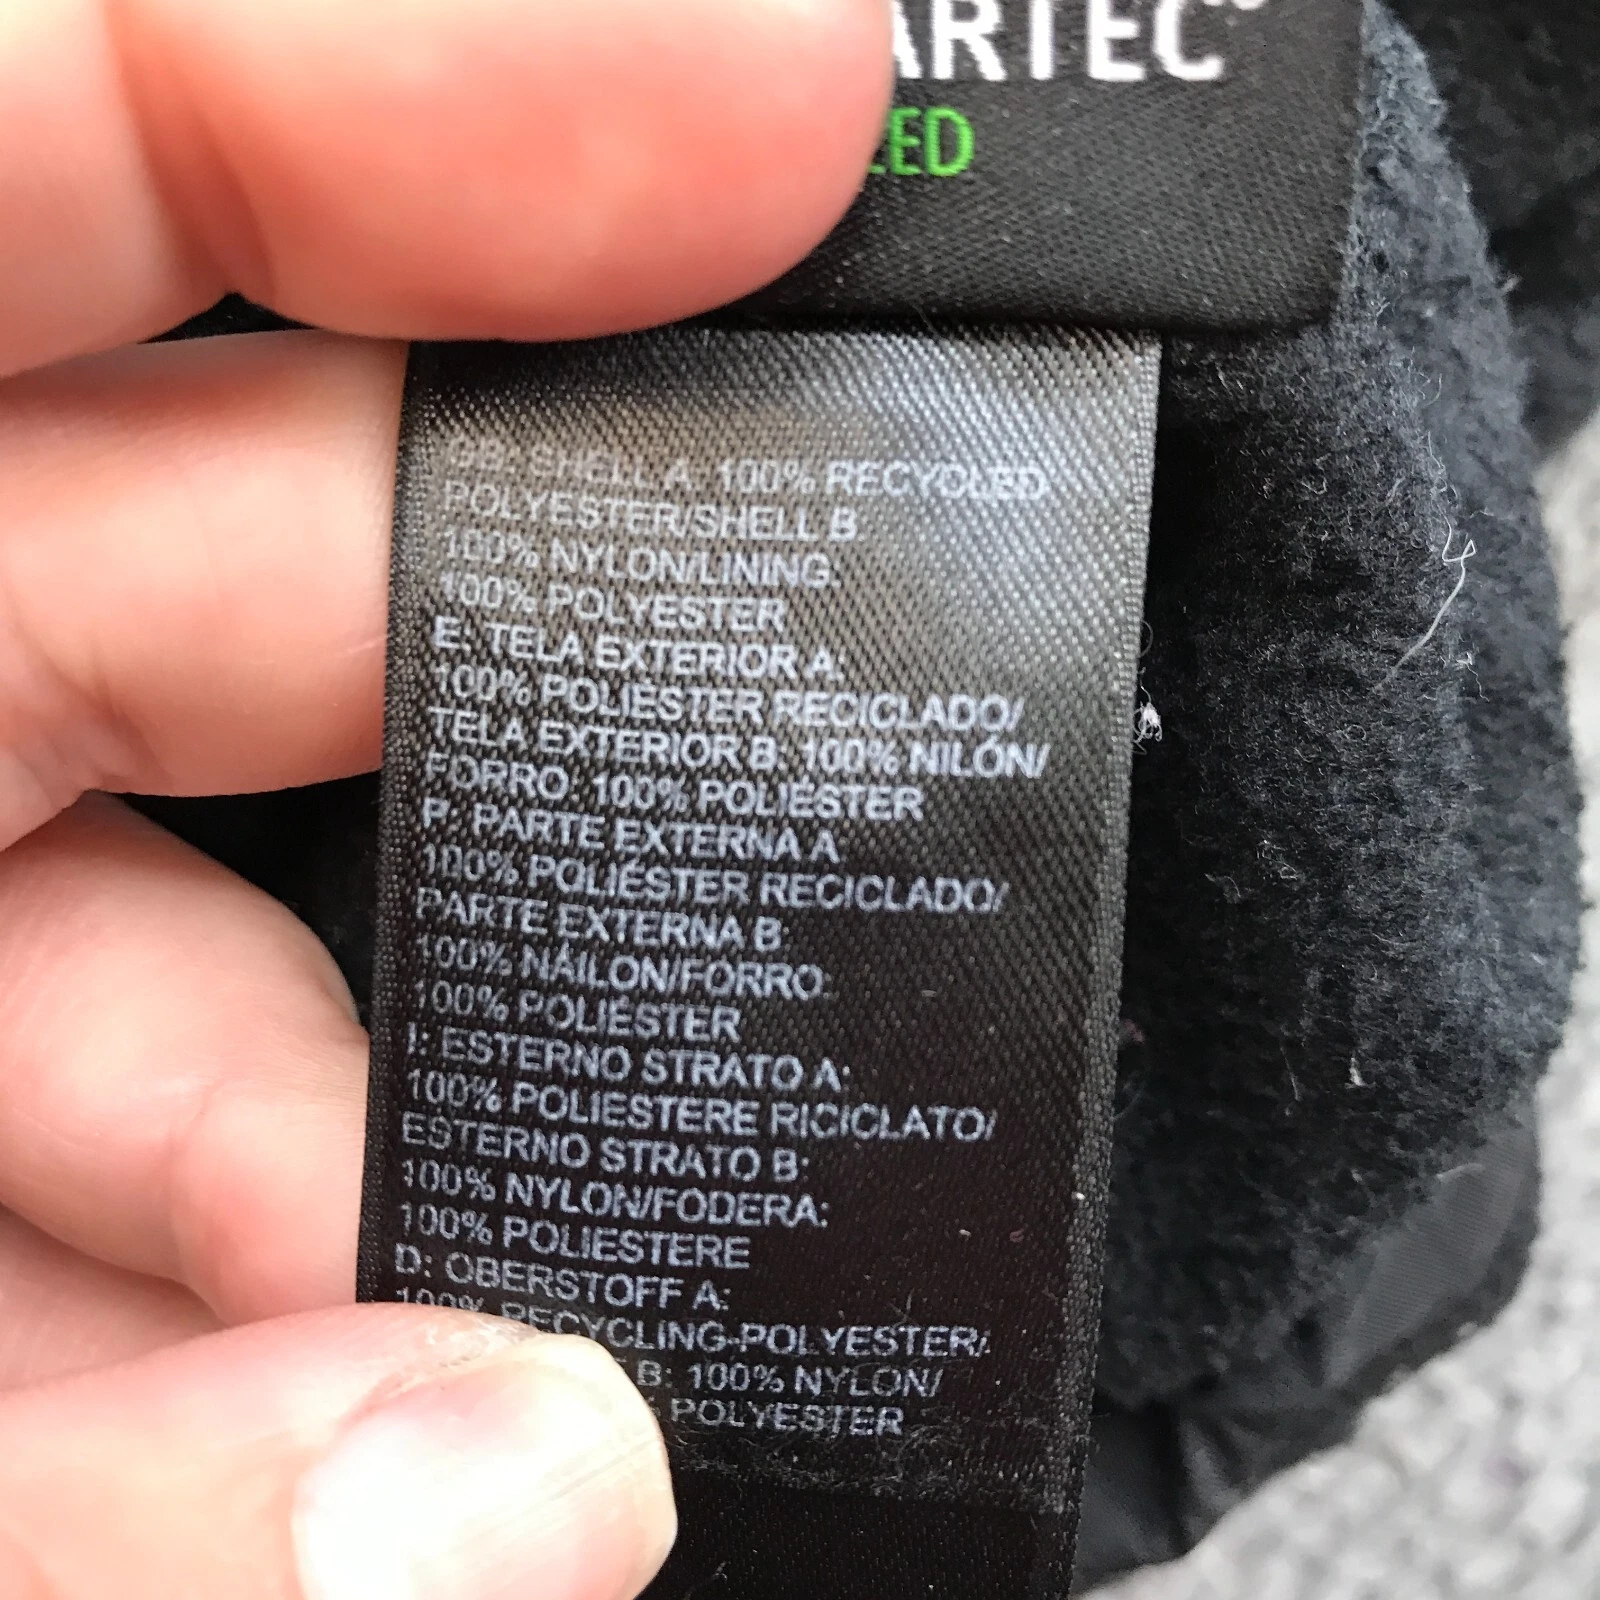 ARTEC®
ED
GB: SHELL A: 100% RECYCLED
POLYESTER/SHELL B
100% NYLON/LINING:
100% POLYESTER
E: TELA EXTERIOR A:
100% POLIÉSTER RECICLADO/
TELA EXTERIOR B: 100% NILÓN/
FORRO: 100% POLIÉSTER
P: PARTE EXTERNA A
100% POLIÉSTER RECICLADO/
PARTE EXTERNA B:
100% NÁILON/FORRO:
100% POLIÉSTER
I: ESTERNO STRATO A:
100% POLIESTERE RICICLATO/
ESTERNO STRATO B:
100% NYLON/FODERA:
100% POLIESTERE
D: OBERSTOFF A:
100% RECYCLING-POLYESTER/
B: 100% NYLON/
POLYESTER